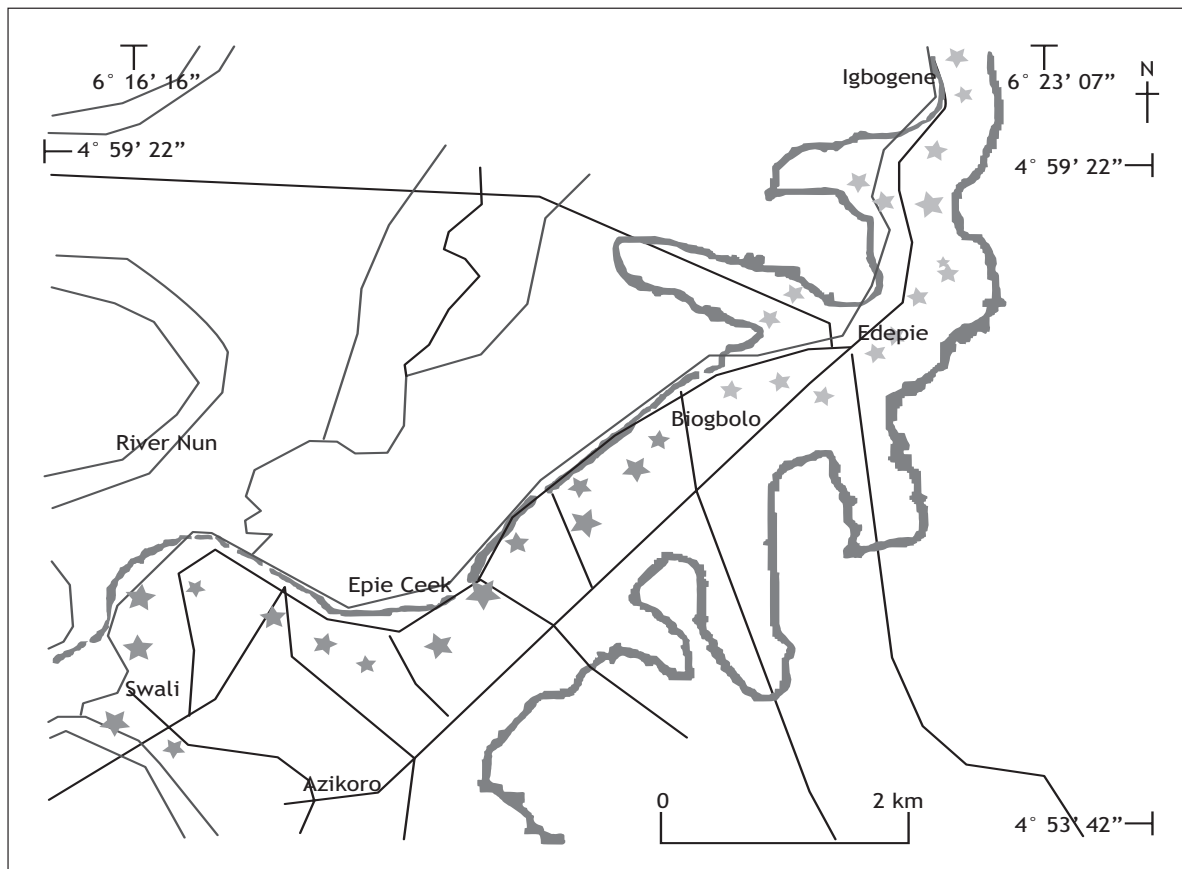 6° 16’ 16”
Igbogene
6° 23’ 07”
N
4° 59’ 22”
4° 59’ 22”
Edepie
Biogbolo
River Nun
Epie Ceek
Swali
Azikoro
0
2 km
4° 53’ 42”